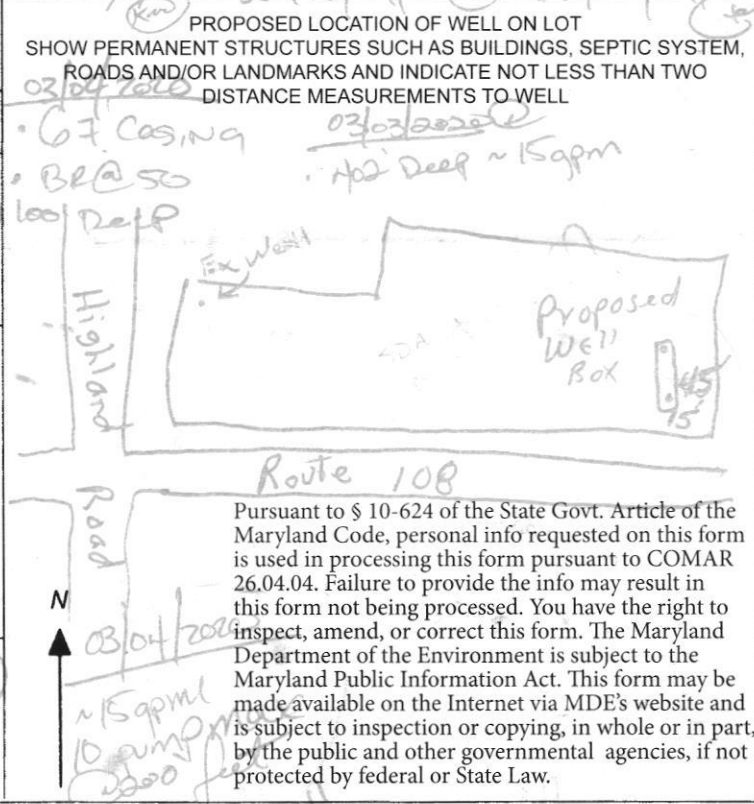 PROPOSED LOCATION OF WELL ON LOT
SHOW PERMANENT STRUCTURES SUCH AS BUILDINGS, SEPTIC SYSTEM,
ROADS AND/OR LANDMARKS AND INDICATE NOT LESS THAN TWO
DISTANCE MEASUREMENTS TO WELL
03/04/2020
• 67 Casing
• BR@ 50
100 Deep
03/03/2020
• 402 Deep ~ 15gpm
Ex Well
Proposed
Well
Box
15'
Highland
Road
Route 108
N
03/04/2020
~15gpm
10 pump max
200 feet
Pursuant to § 10-624 of the State Govt. Article of the
Maryland Code, personal info requested on this form
is used in processing this form pursuant to COMAR
26.04.04. Failure to provide the info may result in
this form not being processed. You have the right to
inspect, amend, or correct this form. The Maryland
Department of the Environment is subject to the
Maryland Public Information Act. This form may be
made available on the Internet via MDE's website and
is subject to inspection or copying, in whole or in part,
by the public and other governmental agencies, if not
protected by federal or State Law.